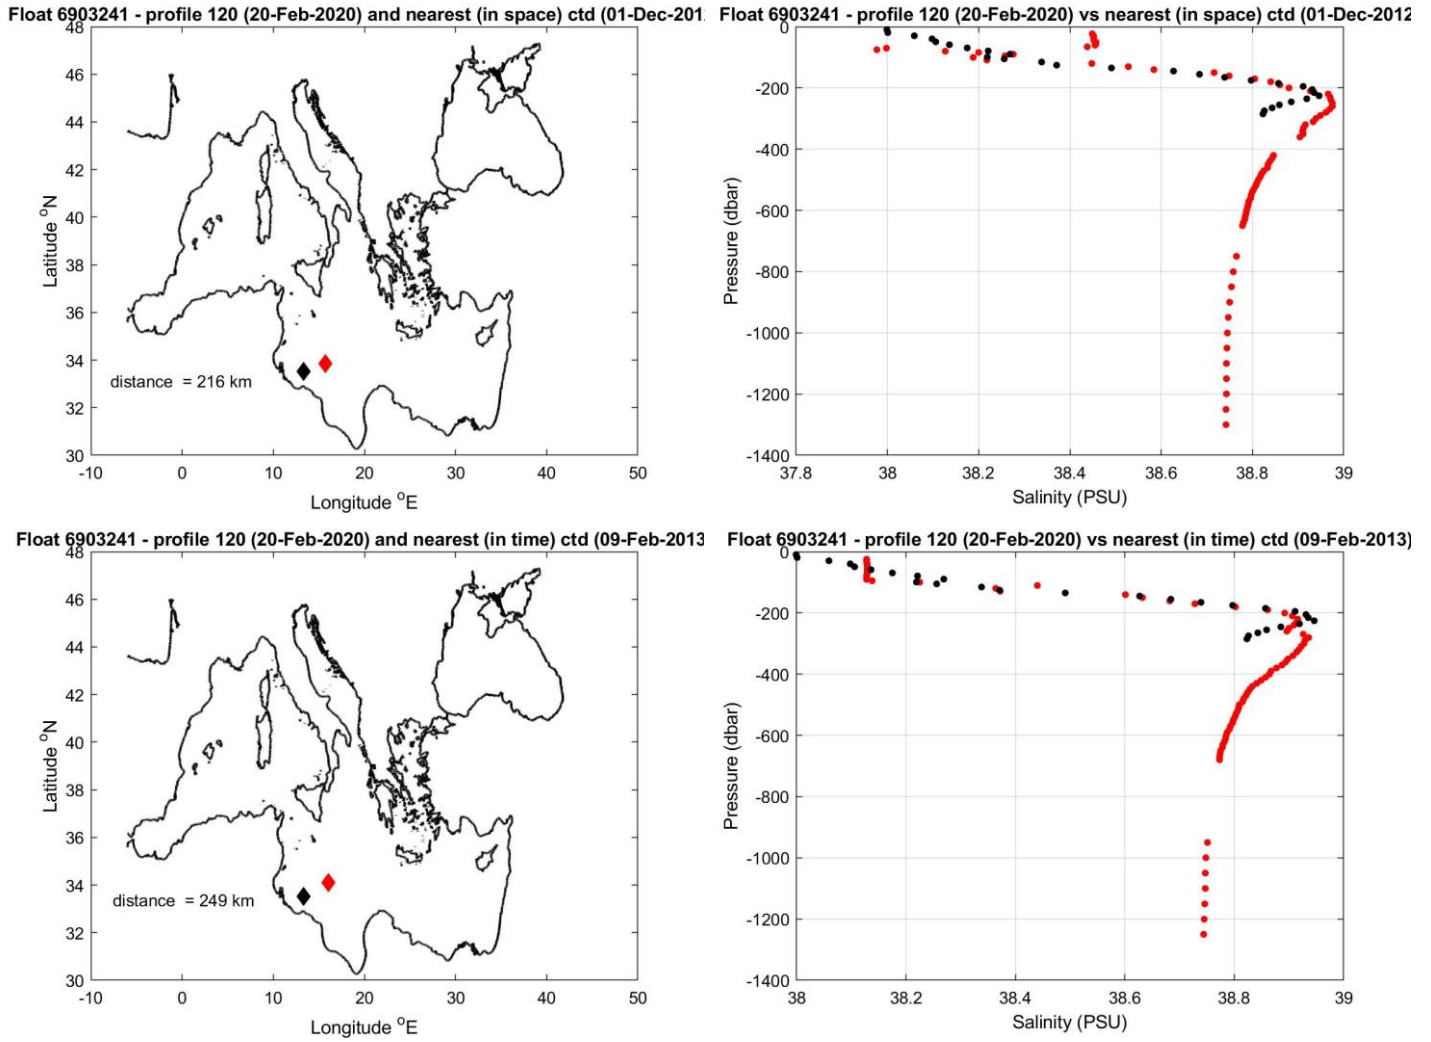 Float 6903241 - profile 120 (20-Feb-2020) and nearest (in space) ctd (01-Dec-201
48
46
44
42
40
38
36
34
32
30
Latitude °N
distance = 216 km
-10 0 10 20 30 40 50
Longitude °E
Float 6903241 - profile 120 (20-Feb-2020) vs nearest (in space) ctd (01-Dec-2012
0
-200
-400
-600
-800
-1000
-1200
-1400
Pressure (dbar)
37.8 38 38.2 38.4 38.6 38.8 39
Salinity (PSU)
Float 6903241 - profile 120 (20-Feb-2020) and nearest (in time) ctd (09-Feb-2013
48
46
44
42
40
38
36
34
32
30
Latitude °N
distance = 249 km
-10 0 10 20 30 40 50
Longitude °E
Float 6903241 - profile 120 (20-Feb-2020) vs nearest (in time) ctd (09-Feb-2013)
0
-200
-400
-600
-800
-1000
-1200
-1400
Pressure (dbar)
38 38.2 38.4 38.6 38.8 39
Salinity (PSU)